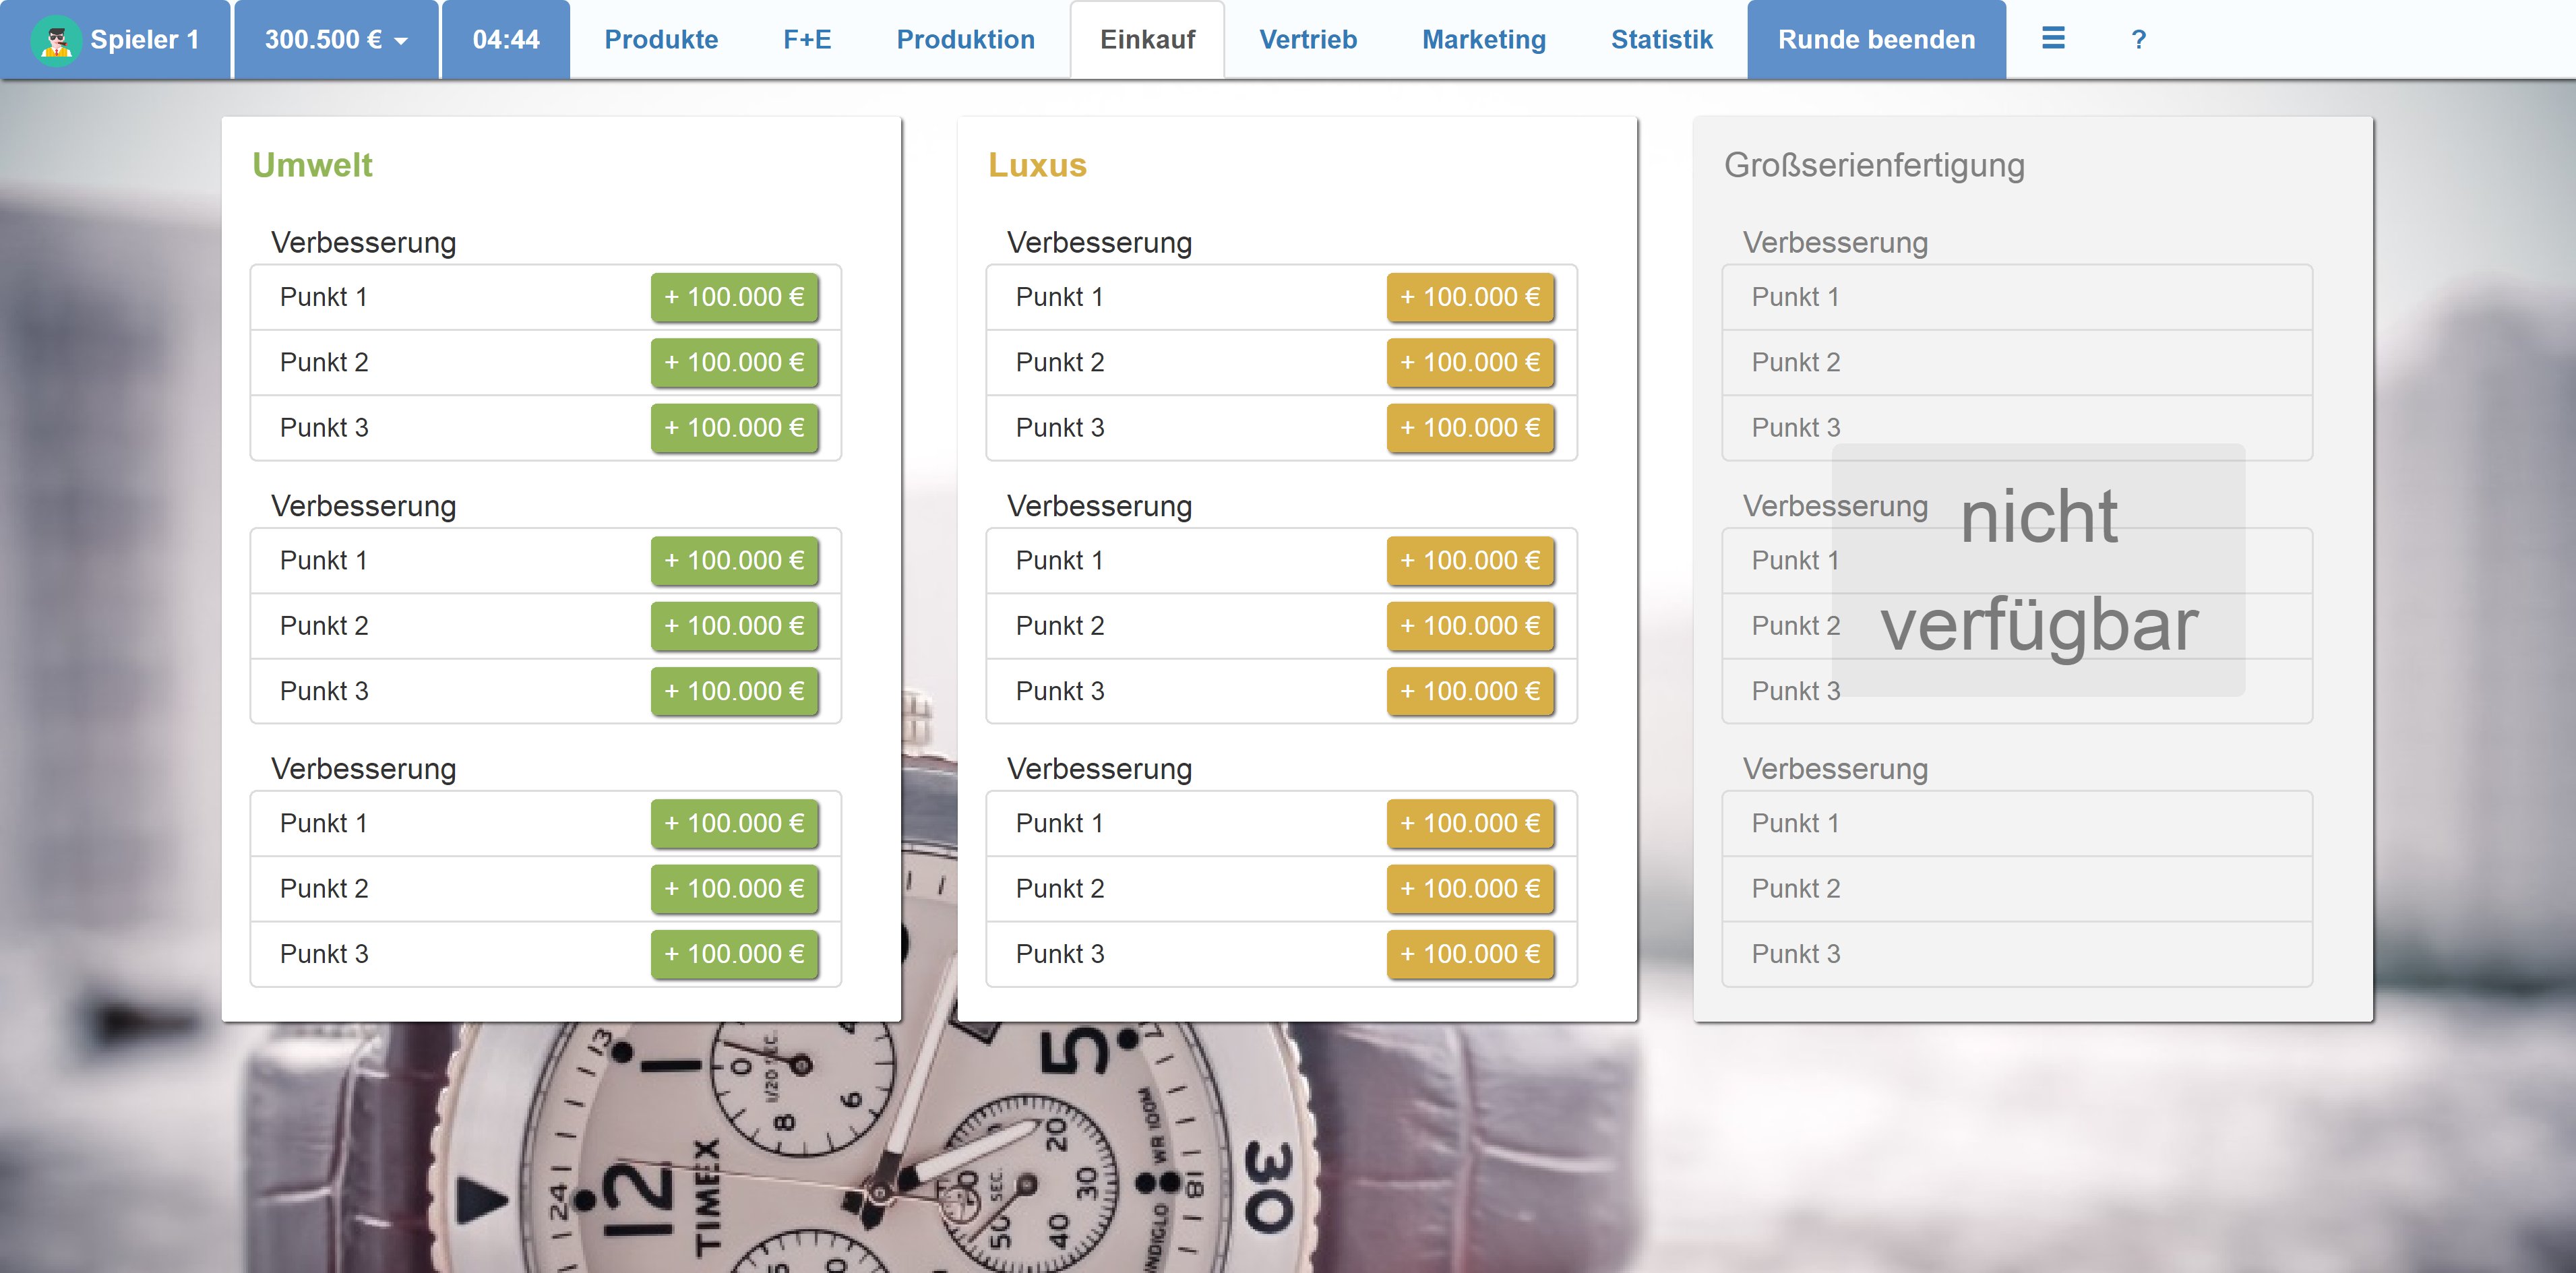 Spieler 1
300.500 €
04:44
Produkte
F+E
Produktion
Einkauf
Vertrieb
Marketing
Statistik
Runde beenden
?
Umwelt
Verbesserung
Punkt 1 + 100.000 €
Punkt 2 + 100.000 €
Punkt 3 + 100.000 €
Verbesserung
Punkt 1 + 100.000 €
Punkt 2 + 100.000 €
Punkt 3 + 100.000 €
Verbesserung
Punkt 1 + 100.000 €
Punkt 2 + 100.000 €
Punkt 3 + 100.000 €
Luxus
Verbesserung
Punkt 1 + 100.000 €
Punkt 2 + 100.000 €
Punkt 3 + 100.000 €
Verbesserung
Punkt 1 + 100.000 €
Punkt 2 + 100.000 €
Punkt 3 + 100.000 €
Verbesserung
Punkt 1 + 100.000 €
Punkt 2 + 100.000 €
Punkt 3 + 100.000 €
Großserienfertigung
Verbesserung
Punkt 1
Punkt 2
Punkt 3
Verbesserung
Punkt 1
Punkt 2
Punkt 3
Verbesserung
Punkt 1
Punkt 2
Punkt 3
nicht
verfügbar
13
1
0
1/20 SEC.
8
6
5
12
24
TIMEX
20
30
40
50
SEC.
WR 100M
18
30